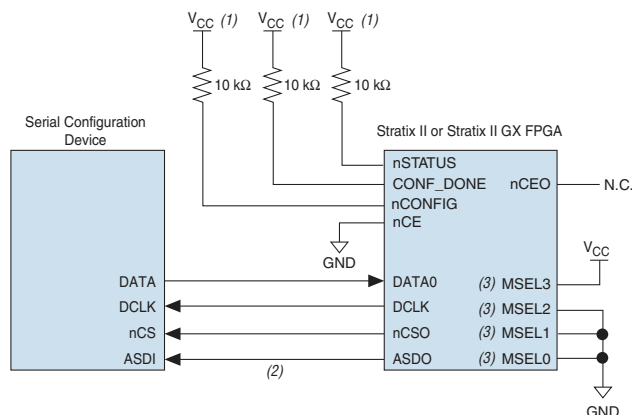 VCC (1) VCC (1) VCC (1)
10 kΩ 10 kΩ 10 kΩ
Serial Configuration
Device
Stratix II or Stratix II GX FPGA
nSTATUS
CONF_DONE nCEO N.C.
nCONFIG
nCE
GND
VCC
DATA DATA0 (3) MSEL3
DCLK DCLK (3) MSEL2
nCS nCSO (3) MSEL1
ASDI (2) ASDO (3) MSEL0
GND